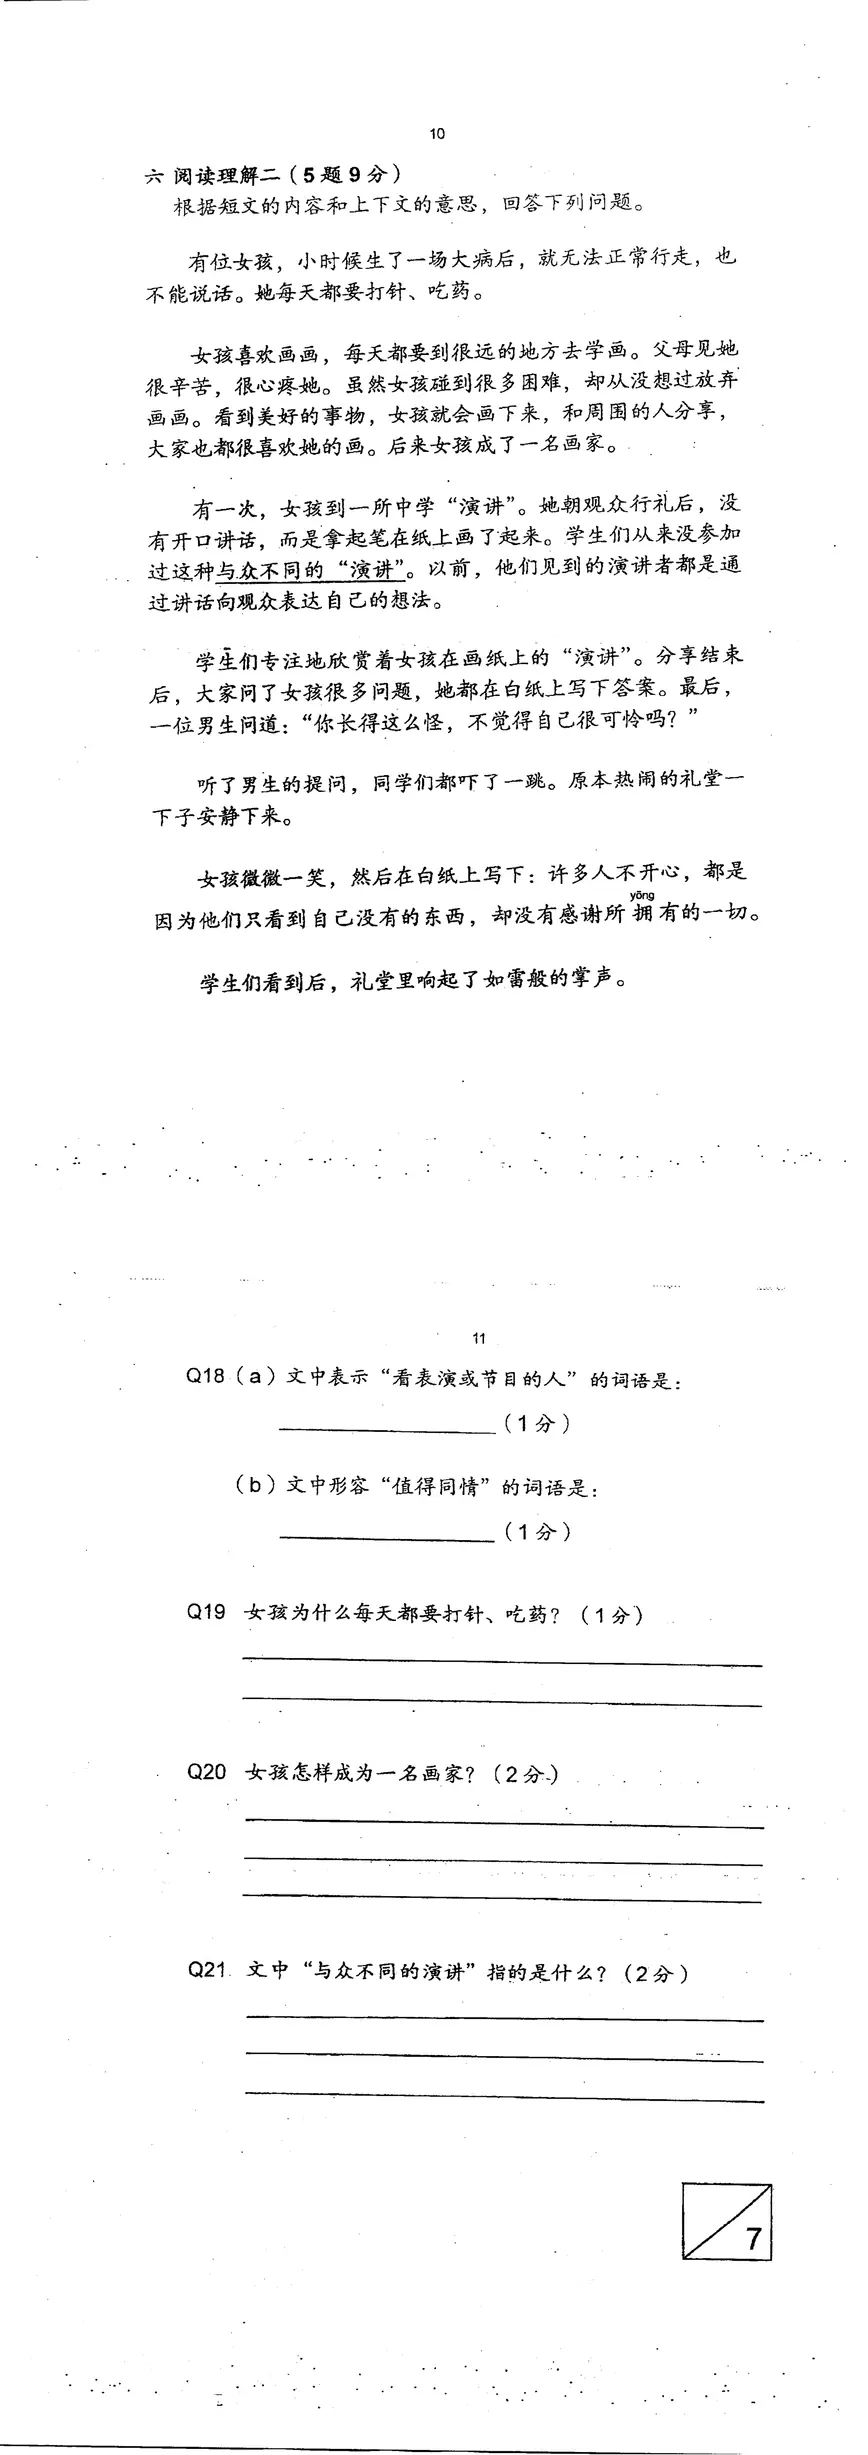 10
六 阅读理解二（5题9分）
根据短文的内容和上下文的意思，回答下列问题。
有位女孩，小时候生了一场大病后，就无法正常行走，也
不能说话。她每天都要打针、吃药。
女孩喜欢画画，每天都要到很远的地方去学画。父母见她
很辛苦，很心疼她。虽然女孩碰到很多困难，却从没想过放弃
画画。看到美好的事物，女孩就会画下来，和周围的人分享，
大家也都很喜欢她的画。后来女孩成了一名画家。
有一次，女孩到一所中学“演讲”。她朝观众行礼后，没
有开口讲话，而是拿起笔在纸上画了起来。学生们从来没参加
过这种与众不同的“演讲”。以前，他们见到的演讲者都是通
过讲话向观众表达自己的想法。
学生们专注地欣赏着女孩在画纸上的“演讲”。分享结束
后，大家问了女孩很多问题，她都在白纸上写下答案。最后，
一位男生问道：“你长得这么怪，不觉得自己很可怜吗？”
听了男生的提问，同学们都吓了一跳。原本热闹的礼堂一
下子安静下来。
女孩微微一笑，然后在白纸上写下：许多人不开心，都是
yōng
因为他们只看到自己没有的东西，却没有感谢所拥有的一切。
学生们看到后，礼堂里响起了如雷般的掌声。
11
Q18（a）文中表示“看表演或节目的人”的词语是：
（1分）
（b）文中形容“值得同情”的词语是：
（1分）
Q19 女孩为什么每天都要打针、吃药？（1分）
Q20 女孩怎样成为一名画家？（2分）
Q21 文中“与众不同的演讲”指的是什么？（2分）
7